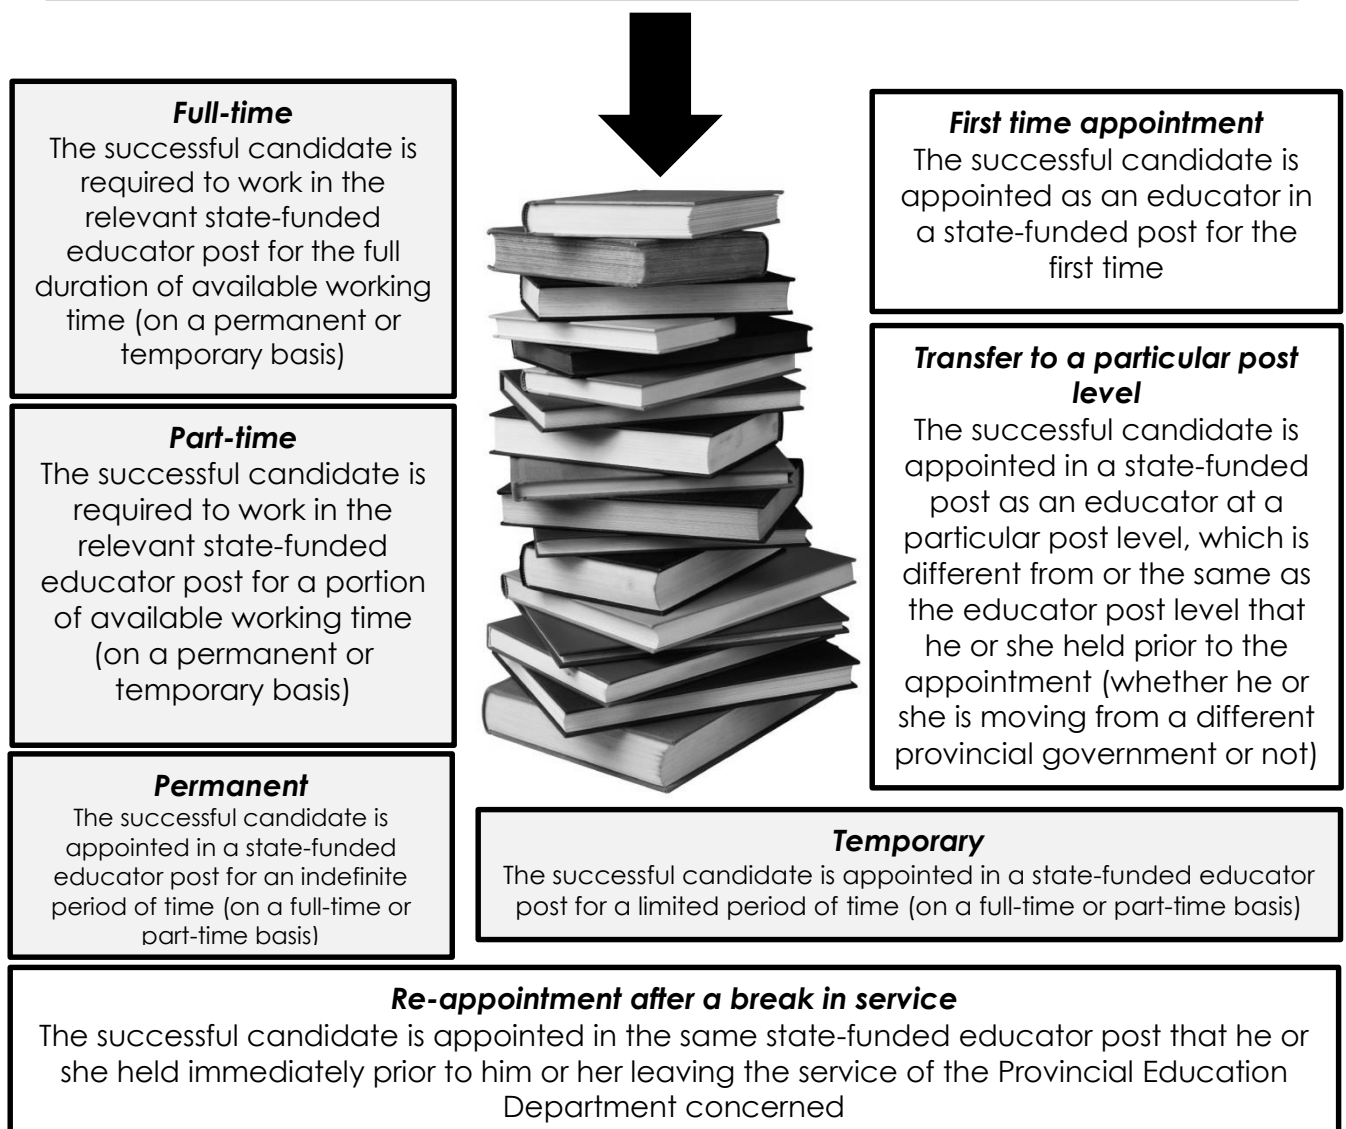 Full-time
The successful candidate is
required to work in the
relevant state-funded
educator post for the full
duration of available working
time (on a permanent or
temporary basis)
Part-time
The successful candidate is
required to work in the
relevant state-funded
educator post for a portion
of available working time
(on a permanent or
temporary basis)
Permanent
The successful candidate is
appointed in a state-funded
educator post for an indefinite
period of time (on a full-time or
part-time basis)
First time appointment
The successful candidate is
appointed as an educator in
a state-funded post for the
first time
Transfer to a particular post
level
The successful candidate is
appointed in a state-funded
post as an educator at a
particular post level, which is
different from or the same as
the educator post level that
he or she held prior to the
appointment (whether he or
she is moving from a different
provincial government or not)
Temporary
The successful candidate is appointed in a state-funded educator
post for a limited period of time (on a full-time or part-time basis)
Re-appointment after a break in service
The successful candidate is appointed in the same state-funded educator post that he or
she held immediately prior to him or her leaving the service of the Provincial Education
Department concerned